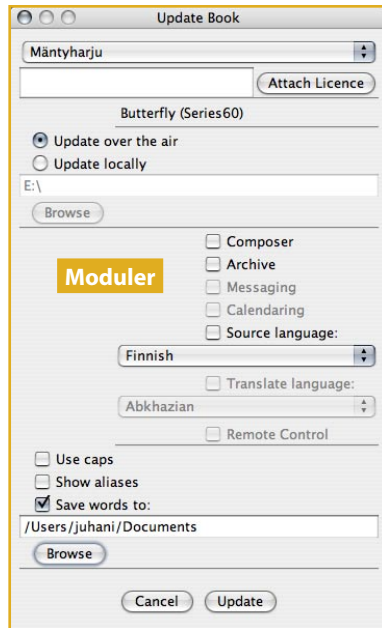 Update Book
Mäntyharju
Attach Licence
Butterfly (Series60)
Update over the air
Update locally
E:\
Browse
Composer
Archive
Moduler
Messaging
Calendaring
Source language:
Finnish
Translate language:
Abkhazian
Remote Control
Use caps
Show aliases
Save words to:
/Users/juhani/Documents
Browse
Cancel Update